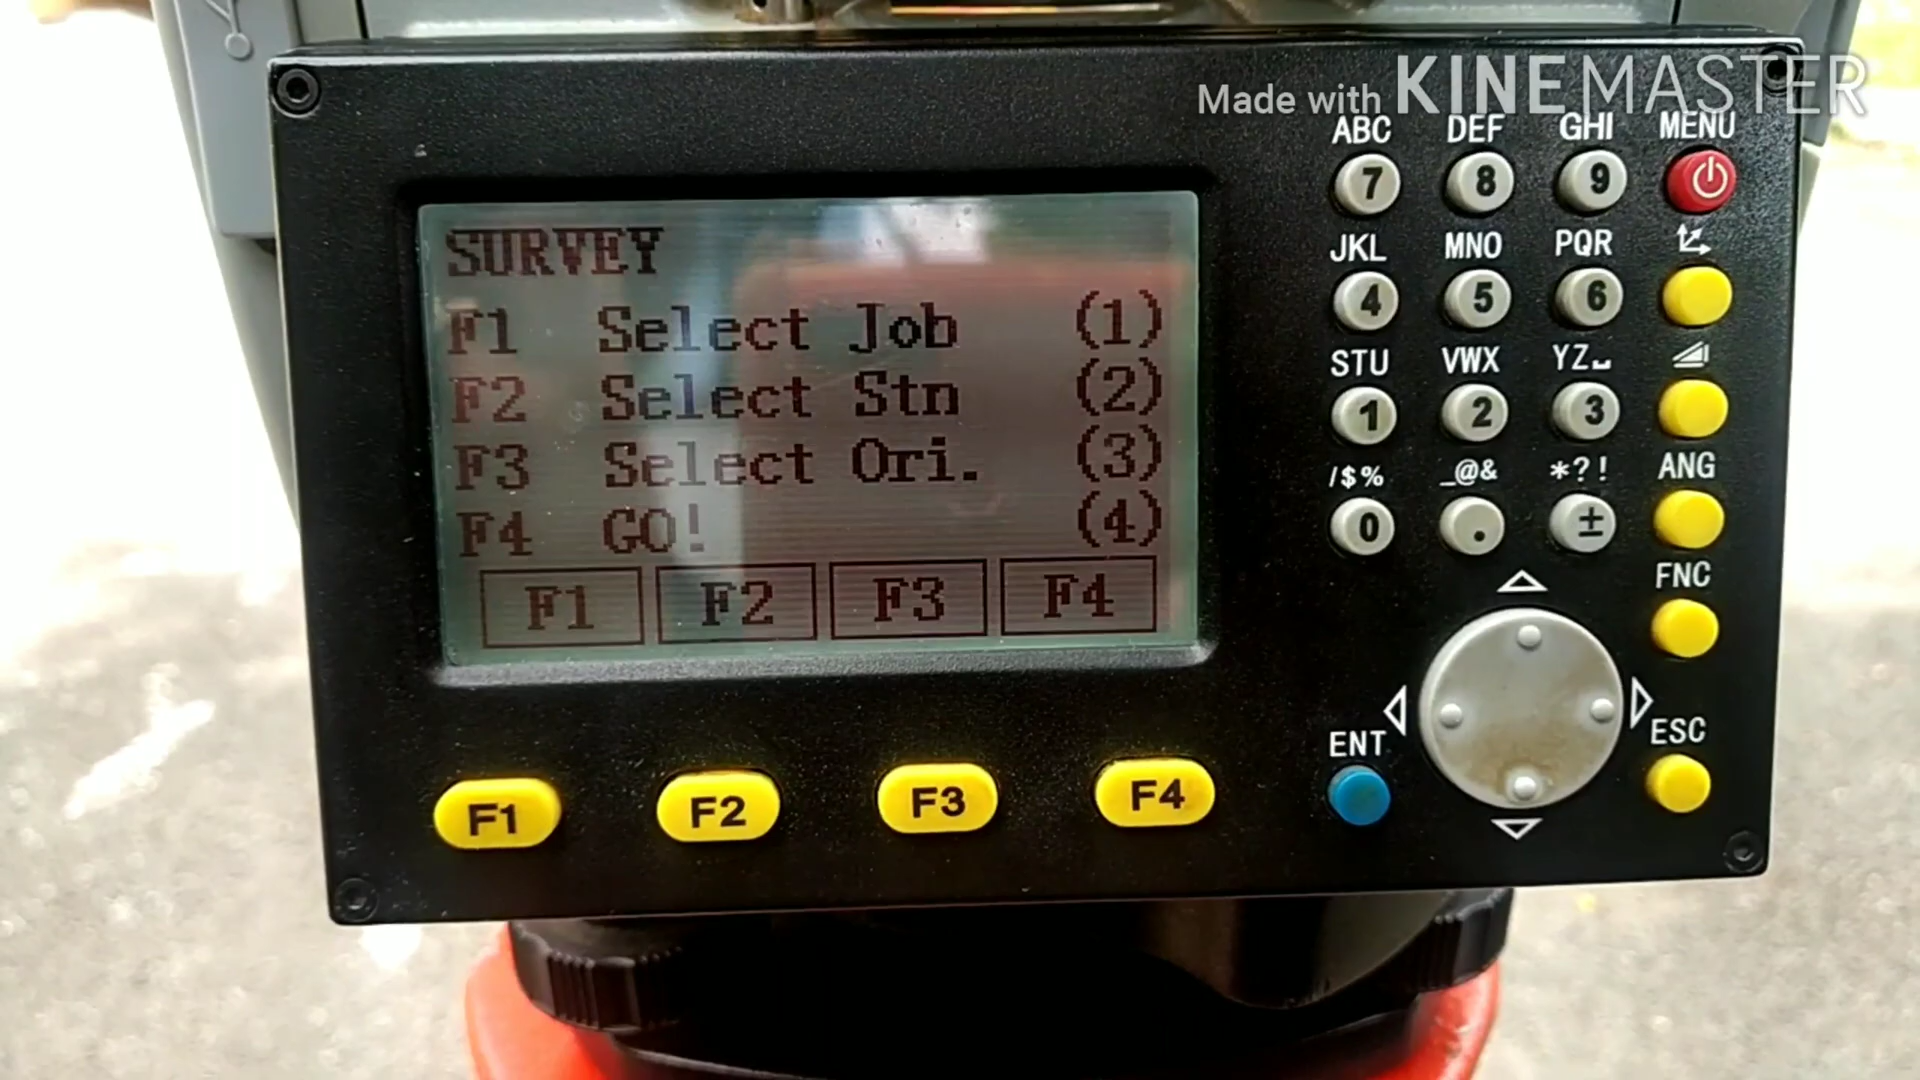 Made with KINEMASTER
SURVEY
F1 Select Job (1)
F2 Select Stn (2)
F3 Select Ori. (3)
F4 GO! (4)
F1 F2 F3 F4
F1 F2 F3 F4
ABC DEF GHI MENU
7 8 9
JKL MNO PQR
4 5 6
STU VWX YZ⎵
1 2 3
/$% _@& *?! ANG
0 . ±
FNC
ENT ESC